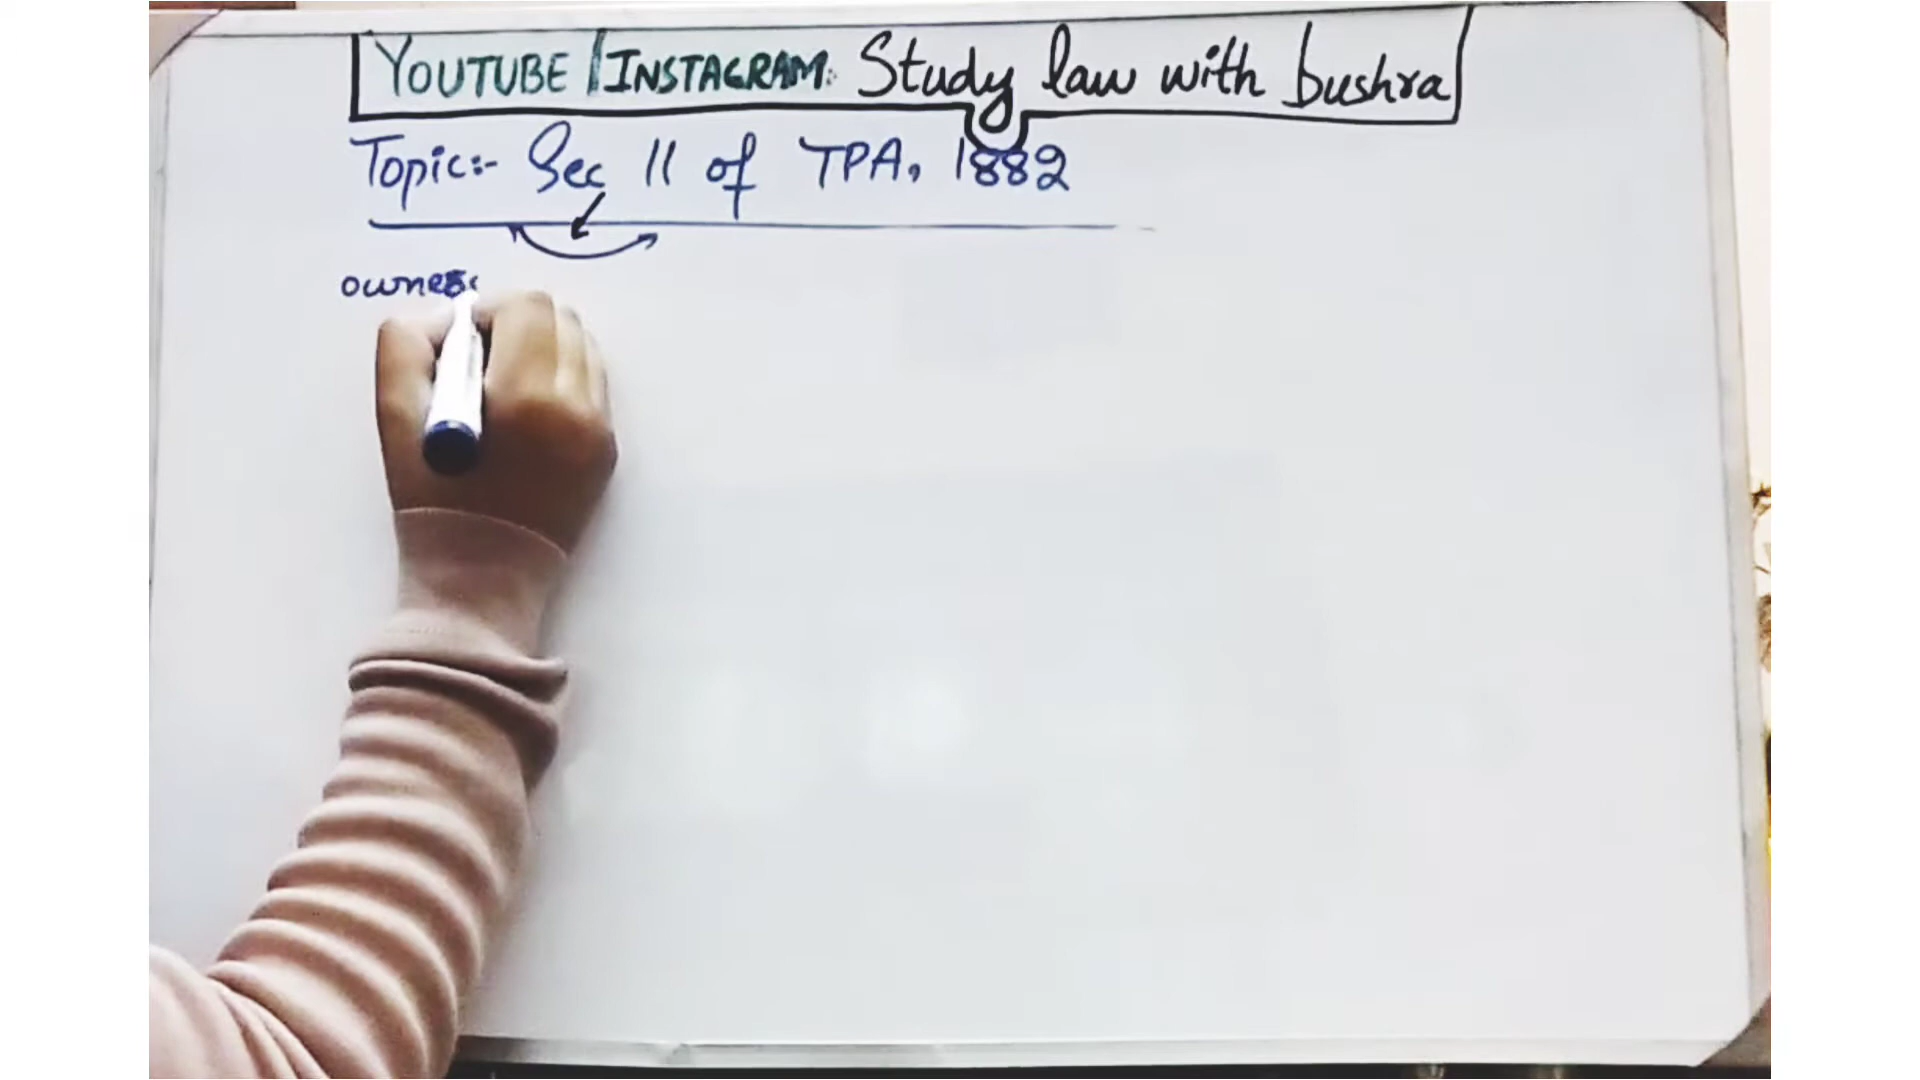 YOUTUBE / INSTAGRAM: Study law with bushra
Topic:- Sec 11 of TPA, 1882